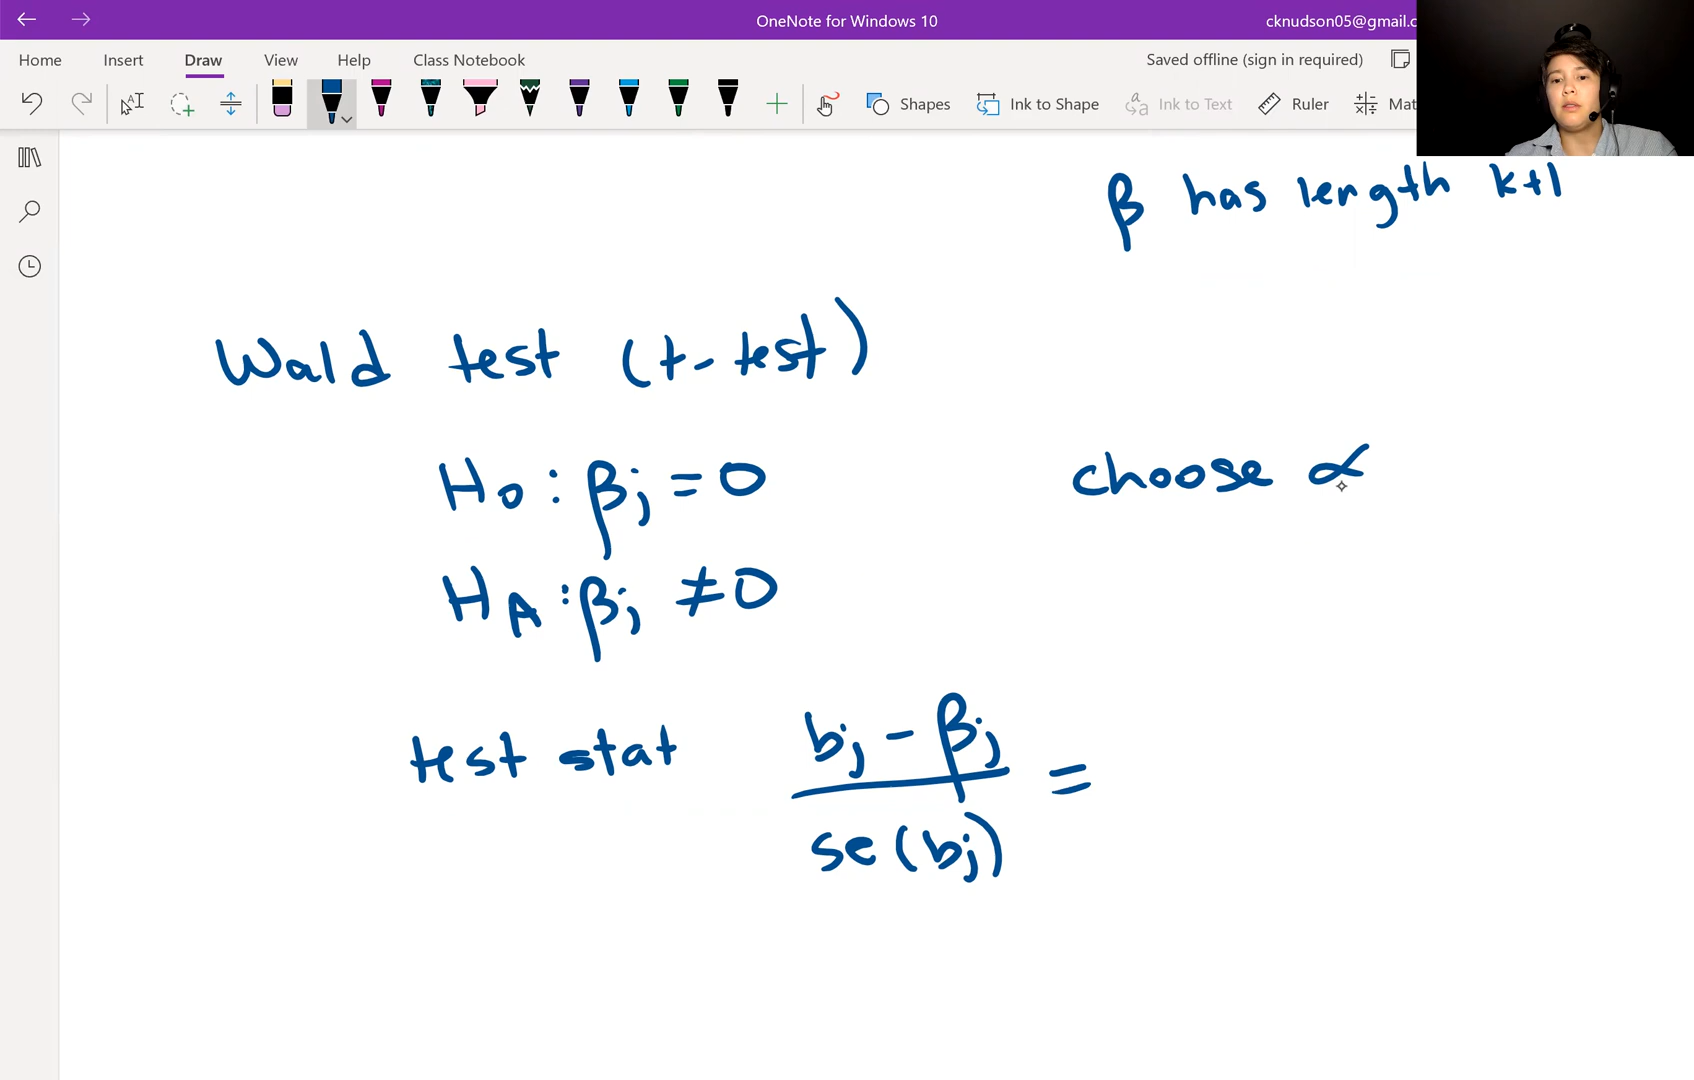 OneNote for Windows 10
cknudson05@gmail.c
Home Insert Draw View Help Class Notebook
Saved offline (sign in required)
Shapes Ink to Shape Ink to Text Ruler Mat
β has length k+1
Wald test (t-test)
H₀ : βⱼ = 0
choose α
H_A : βⱼ ≠ 0
test stat
bⱼ - βⱼ
=
se(bⱼ)